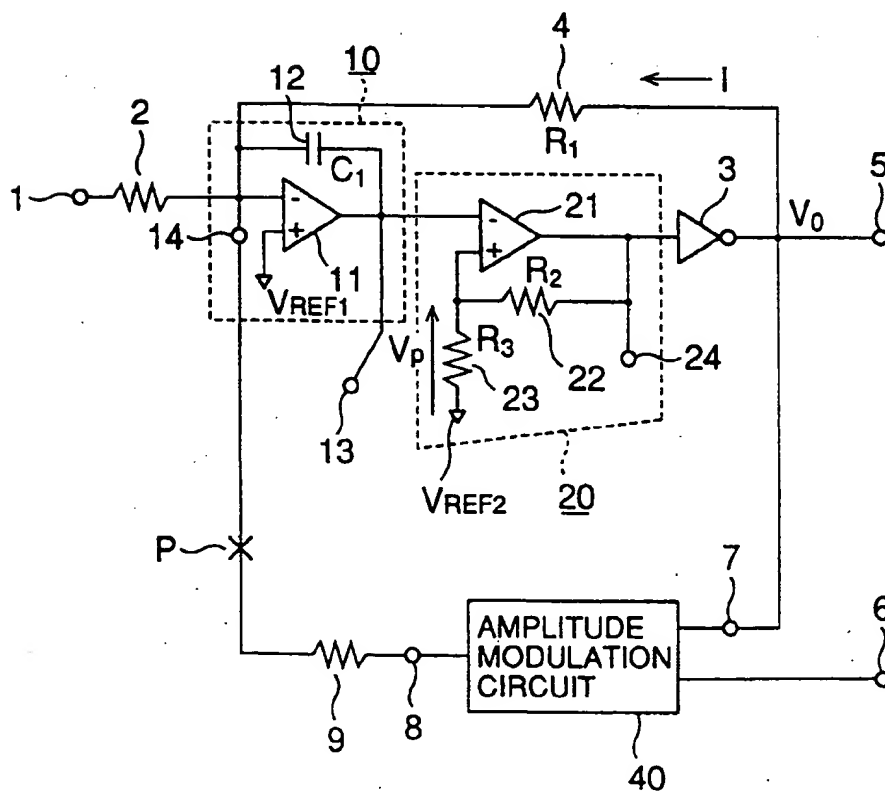 4
10
12
I
2
R1
C1
1
-
+
14
11
VREF1
21
3
V0
5
-
+
R2
Vp
R3
22
24
23
13
VREF2
20
P
7
6
AMPLITUDE
MODULATION
CIRCUIT
9
8
40